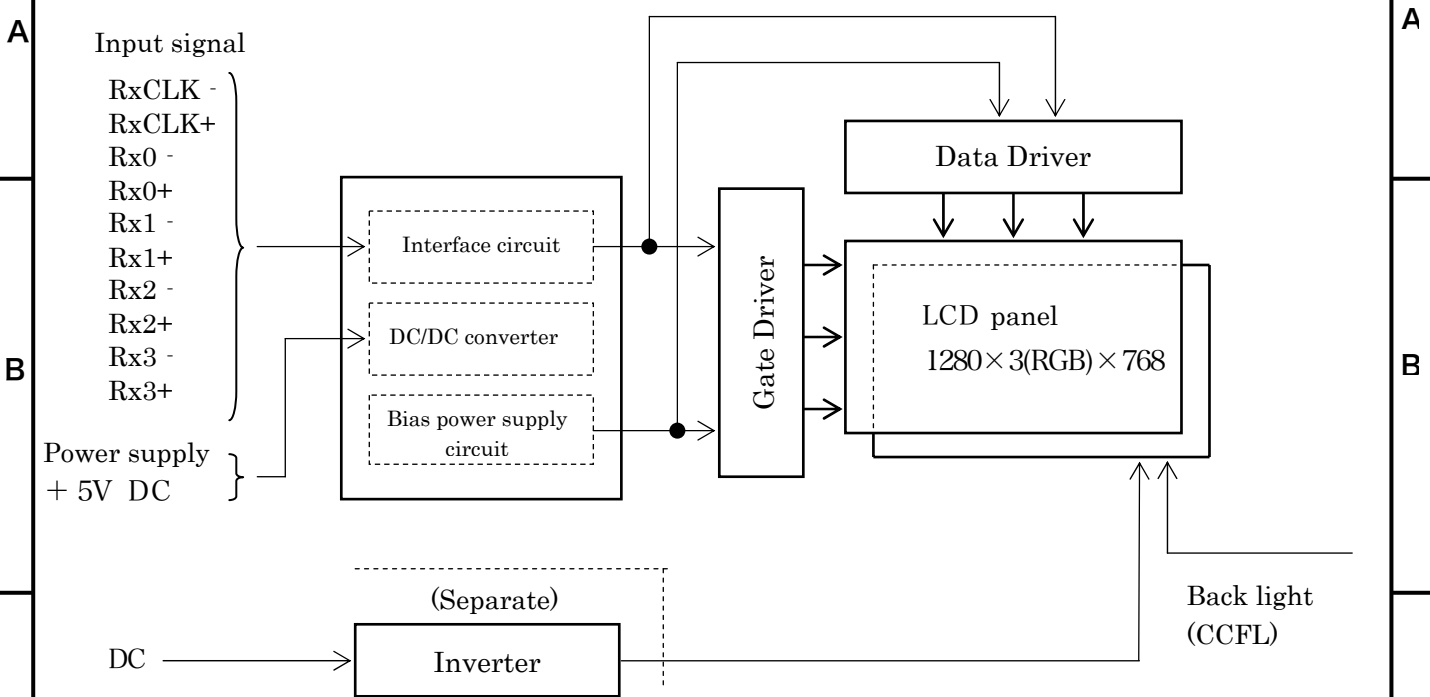 A
A
Input signal
RxCLK -
RxCLK+
Rx0 -
Rx0+
Rx1 -
Rx1+
Rx2 -
Rx2+
Rx3 -
Rx3+
Power supply
+ 5V DC
Interface circuit
DC/DC converter
Bias power supply
circuit
Gate Driver
Data Driver
LCD panel
1280×3(RGB)×768
B
B
(Separate)
DC
Inverter
Back light
(CCFL)